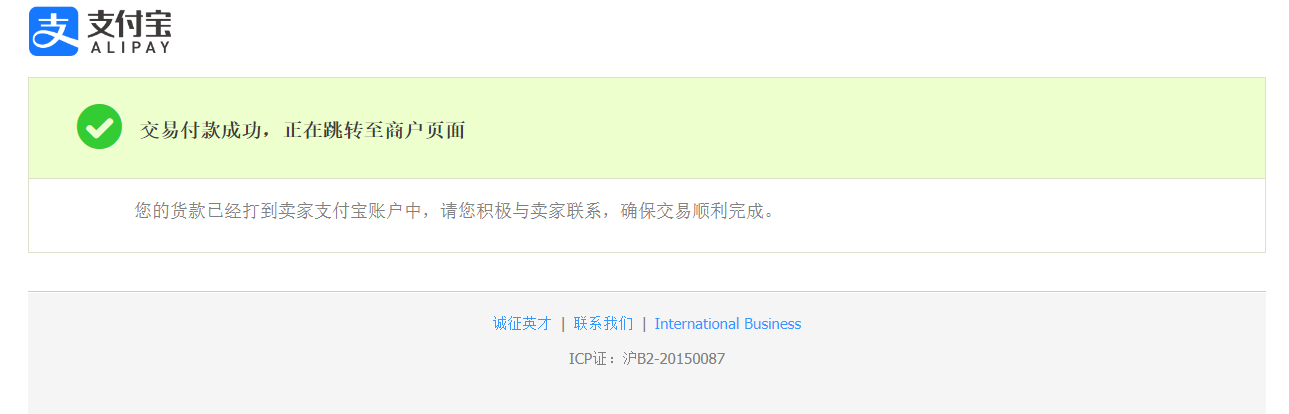 支付宝
ALIPAY
交易付款成功，正在跳转至商户页面
您的货款已经打到卖家支付宝账户中，请您积极与卖家联系，确保交易顺利完成。
诚征英才 | 联系我们 | International Business
ICP证：沪B2-20150087